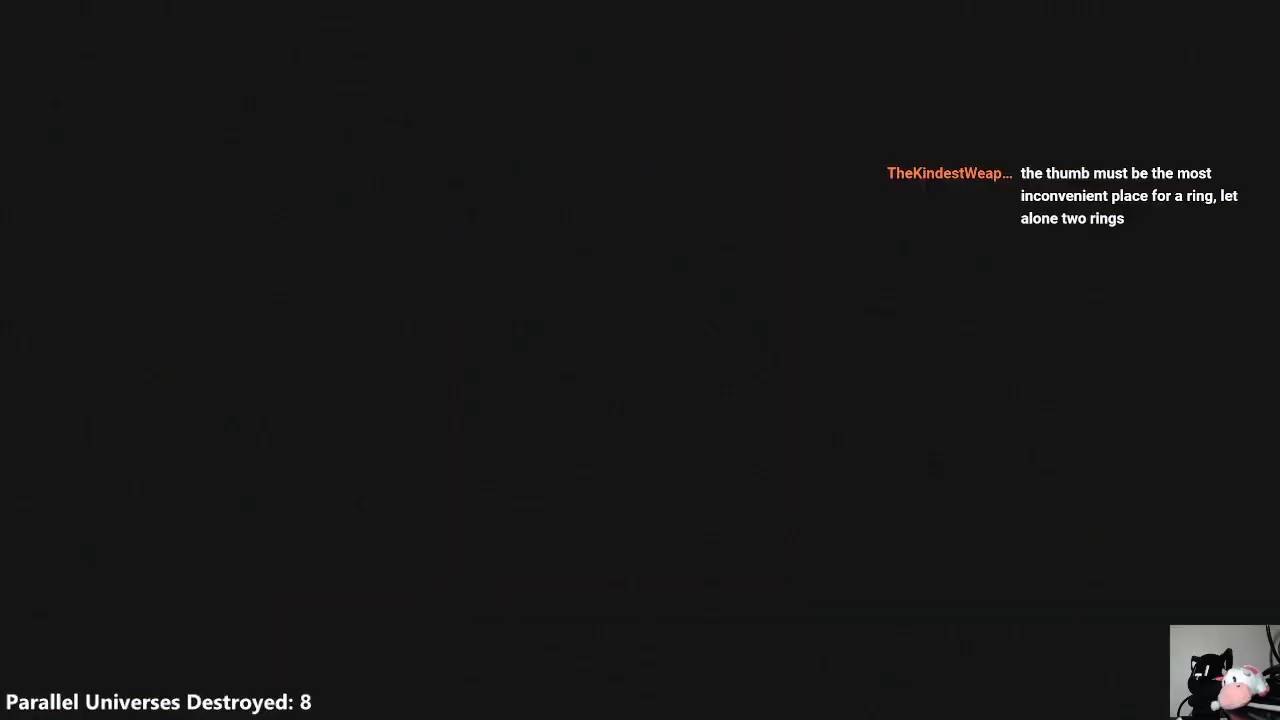 TheKindestWeap... the thumb must be the most
inconvenient place for a ring, let
alone two rings
Parallel Universes Destroyed: 8